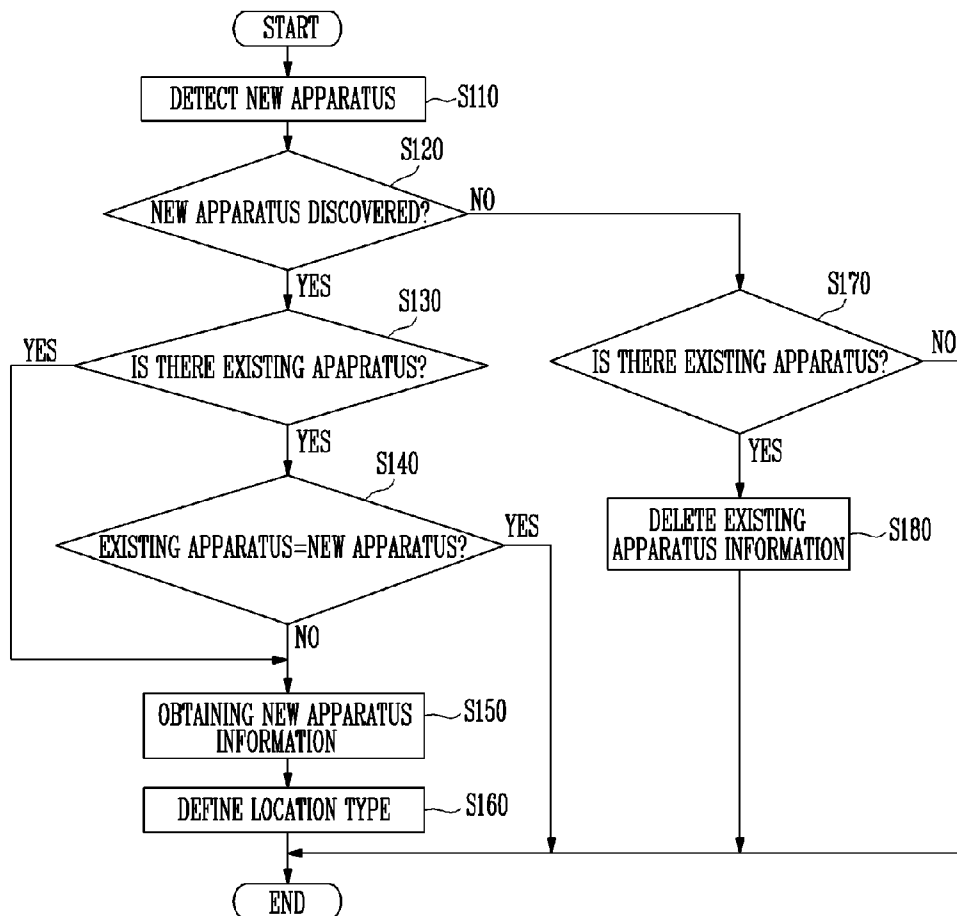 START
DETECT NEW APPARATUS
S110
S120
NEW APPARATUS DISCOVERED?
NO
YES
S130
YES
IS THERE EXISTING APAPRATUS?
YES
S140
EXISTING APPARATUS=NEW APPARATUS?
YES
NO
OBTAINING NEW APPARATUS
INFORMATION
S150
DEFINE LOCATION TYPE
S160
END
S170
IS THERE EXISTING APPARATUS?
NO
YES
DELETE EXISTING
APPARATUS INFORMATION
S180